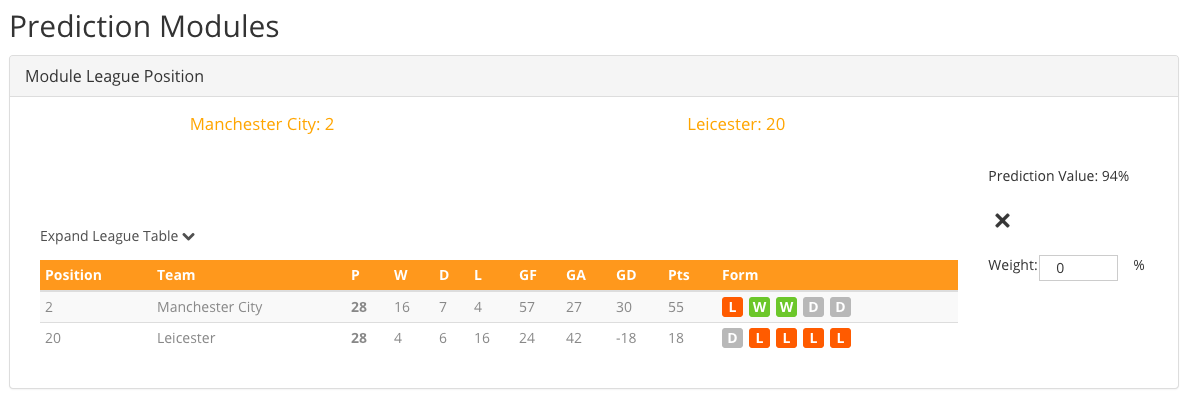 Prediction Modules
Module League Position
Manchester City: 2 Leicester: 20
Prediction Value: 94%
Expand League Table
Weight: 0 %
Position Team P W D L GF GA GD Pts Form
2 Manchester City 28 16 7 4 57 27 30 55 L W W D D
20 Leicester 28 4 6 16 24 42 -18 18 D L L L L